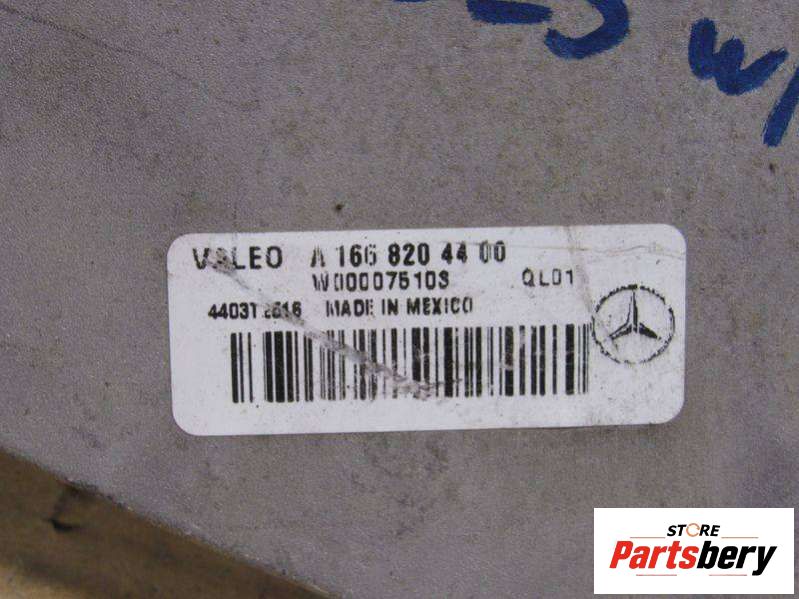 VALEO A 166 820 44 00
W000075103 QL01
MADE IN MEXICO
STORE
Partsbery